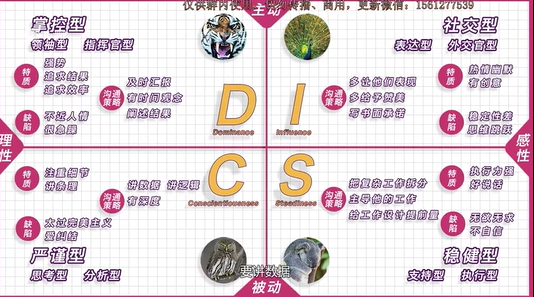 仅供群内使用，禁勿转播、商用，更新微信：1561277539
主动
掌控型
领袖型 指挥官型
特质
强势
追求结果
追求效率
沟通策略
及时汇报
有时间观念
阐述结果
缺陷
不近人情
很急躁
D
Dominance
社交型
表达型 外交官型
特质
热情幽默
有创意
沟通策略
多让他们表现
多给予赞美
写书面承诺
缺陷
稳定性差
思维跳跃
I
Influence
理性
感性
特质
注重细节
讲条理
沟通策略
讲数据 讲逻辑
有深度
缺陷
太过完美主义
爱纠结
严谨型
思考型 分析型
C
Conscientiousness
S
Steadiness
特质
执行力强
好说话
沟通策略
把复杂工作拆分
主导他的工作
给工作设计提前量
缺陷
无欲无求
不自信
稳健型
支持型 执行型
要讲数据
被动